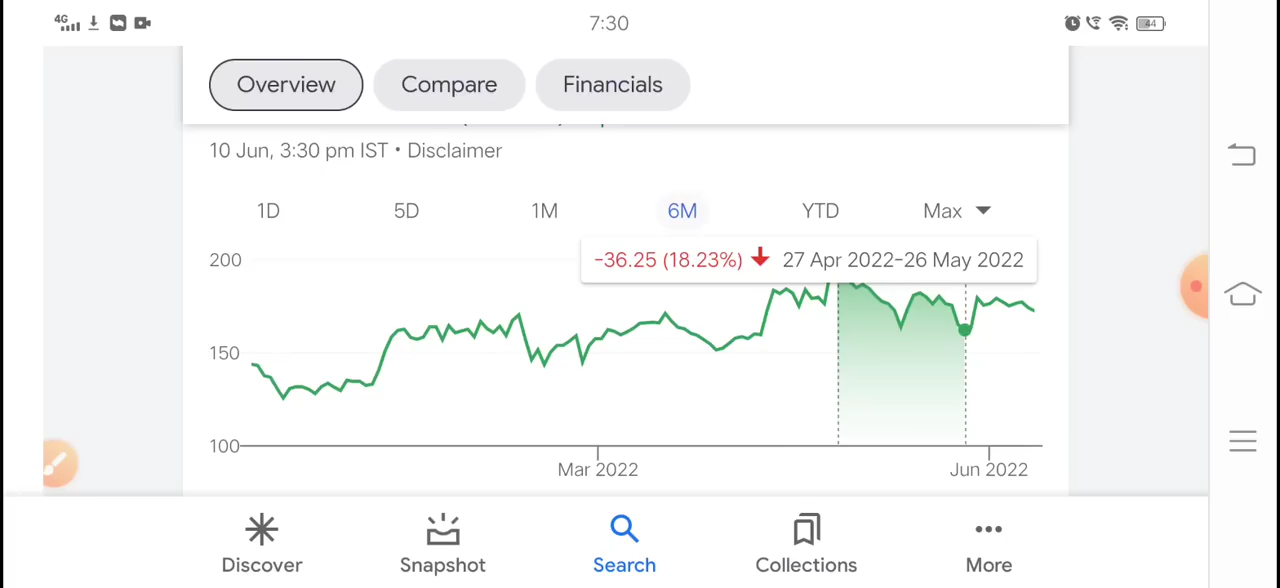 4G 7:30 44
Overview Compare Financials
10 Jun, 3:30 pm IST • Disclaimer
1D 5D 1M 6M YTD Max
-36.25 (18.23%) 27 Apr 2022-26 May 2022
200
150
100
Mar 2022 Jun 2022
Discover Snapshot Search Collections More